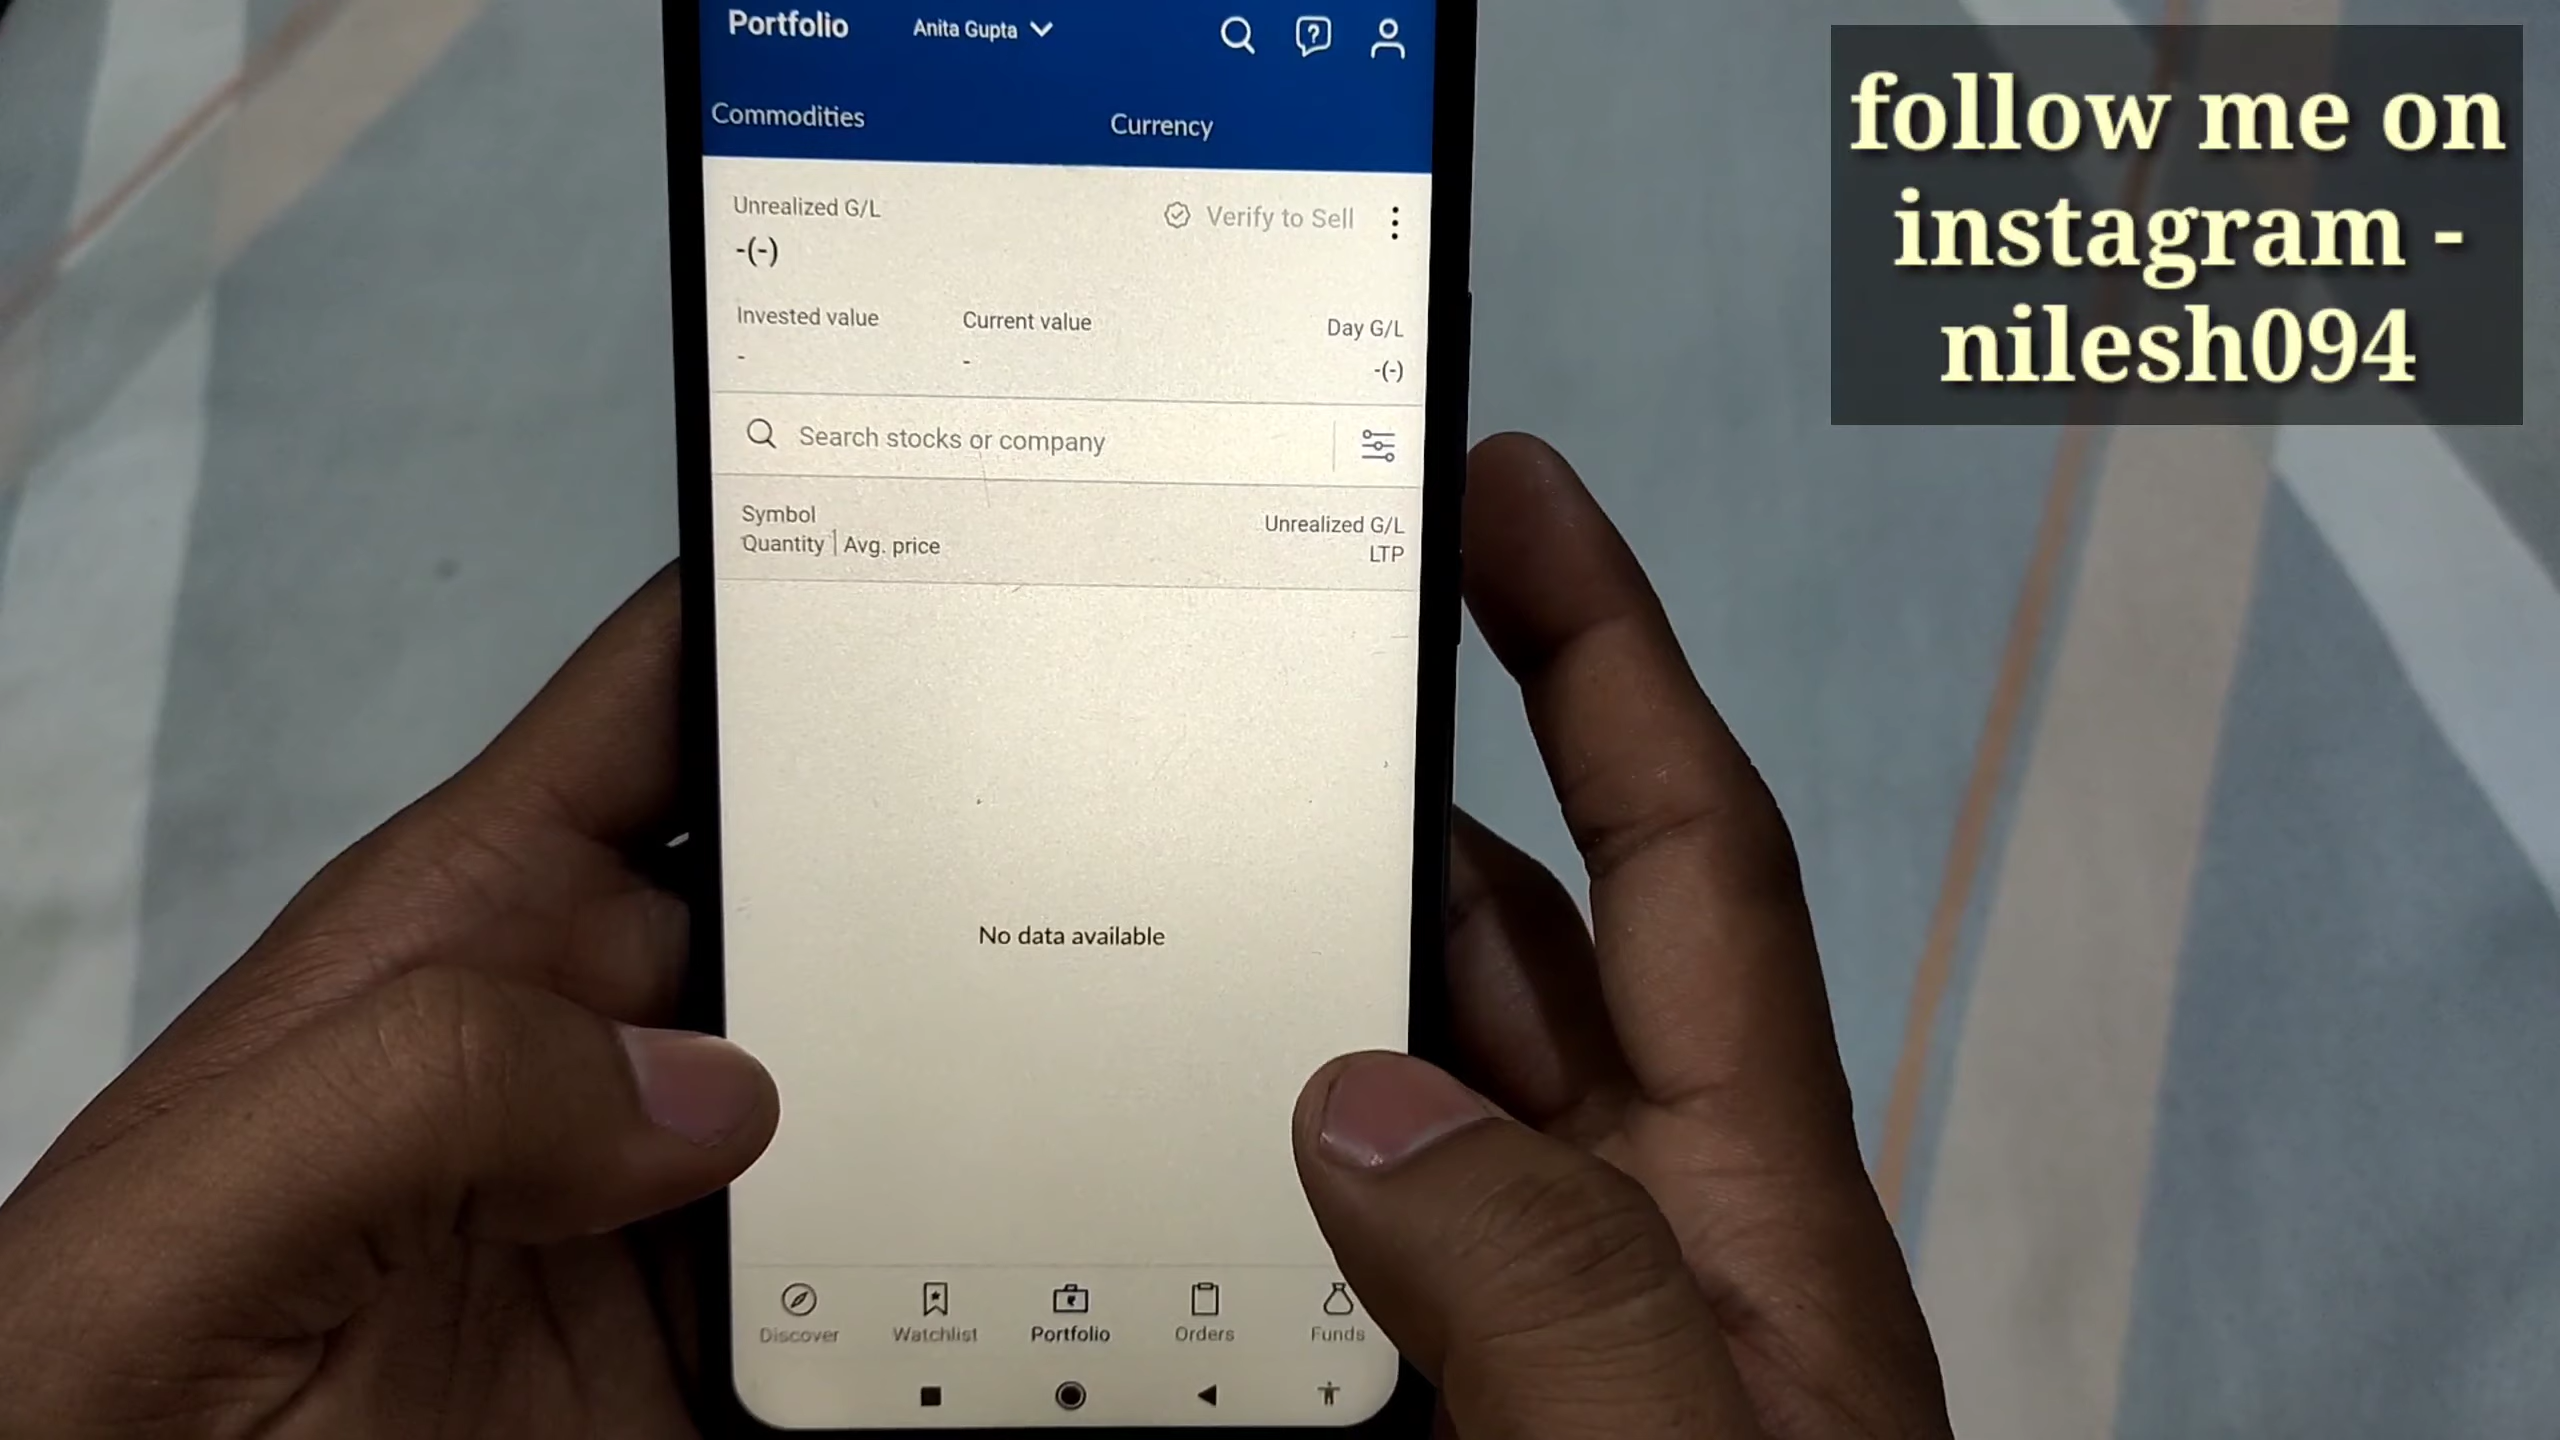 Portfolio
Anita Gupta
Commodities
Currency
Unrealized G/L
Verify to Sell
-(-)
Invested value
Current value
Day G/L
-
-
-(-)
Search stocks or company
Symbol
Unrealized G/L
Quantity | Avg. price
LTP
No data available
Discover
Watchlist
Portfolio
Orders
Funds
follow me on
instagram -
nilesh094